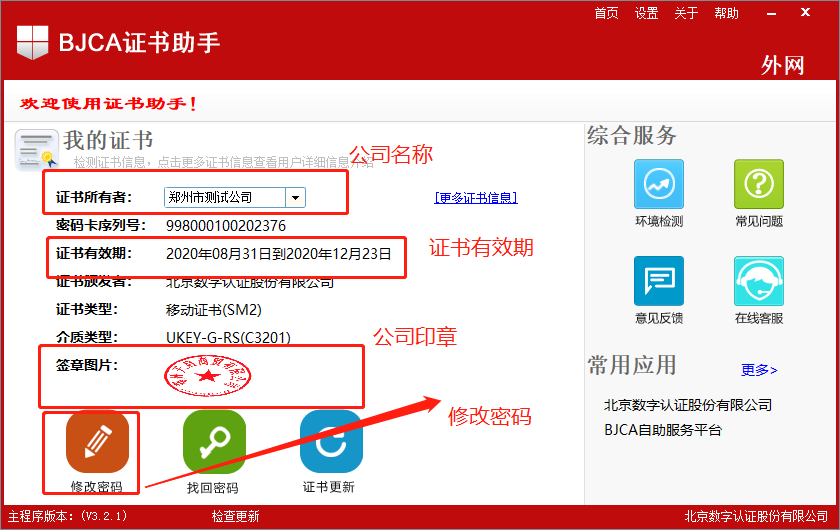 首页 设置 关于 帮助
BJCA证书助手
外网
欢迎使用证书助手!
我的证书
检测证书信息，点击更多证书信息查看用户详细信息介绍
公司名称
证书所有者： 郑州市测试公司
[更多证书信息]
密码卡序列号： 998000100202376
证书有效期： 2020年08月31日到2020年12月23日
证书有效期
证书颁发者： 北京数字认证股份有限公司
证书类型： 移动证书(SM2)
介质类型： UKEY-G-RS(C3201)
公司印章
签章图片：
修改密码
修改密码
找回密码
证书更新
综合服务
环境检测
常见问题
意见反馈
在线客服
常用应用
更多>
北京数字认证股份有限公司
BJCA自助服务平台
主程序版本：(V3.2.1)
检查更新
北京数字认证股份有限公司